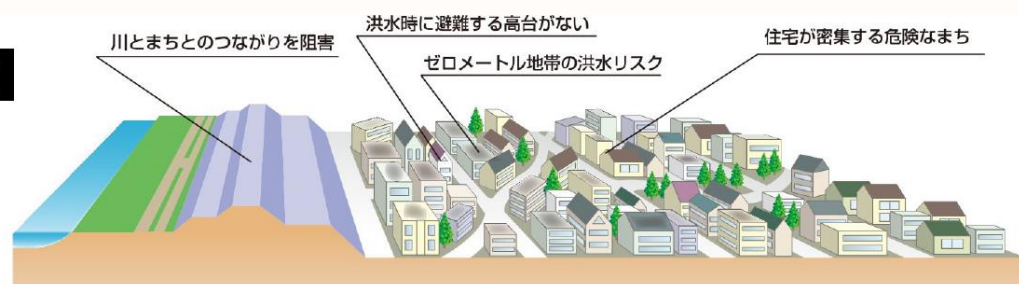 川とまちとのつながりを阻害
洪水時に避難する高台がない
ゼロメートル地帯の洪水リスク
住宅が密集する危険なまち